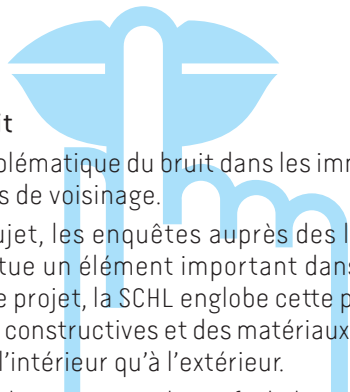 t
blématique du bruit dans les imm
s de voisinage.
ujet, les enquêtes auprès des l
tue un élément important dans
e projet, la SCHL englobe cette p
constructives et des matériaux
l'intérieur qu'à l'extérieur.